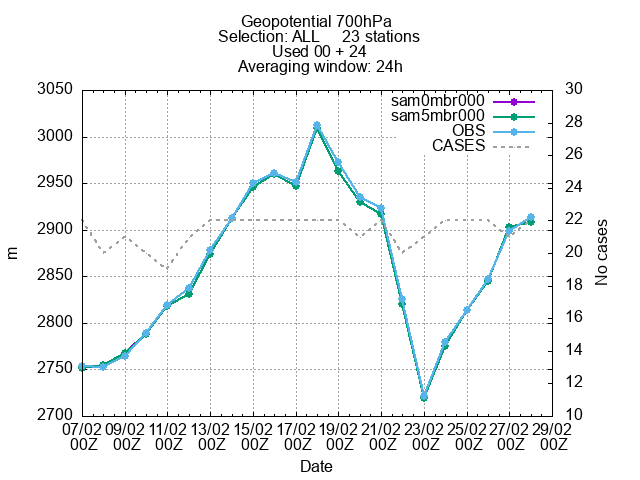 Geopotential 700hPa
Selection: ALL 23 stations
Used 00 + 24
Averaging window: 24h
sam0mbr000
sam5mbr000
OBS
CASES
3050
3000
2950
2900
2850
2800
2750
2700
m
30
28
26
24
22
20
18
16
14
12
10
No cases
07/02 09/02 11/02 13/02 15/02 17/02 19/02 21/02 23/02 25/02 27/02 29/02
00Z 00Z 00Z 00Z 00Z 00Z 00Z 00Z 00Z 00Z 00Z 00Z
Date